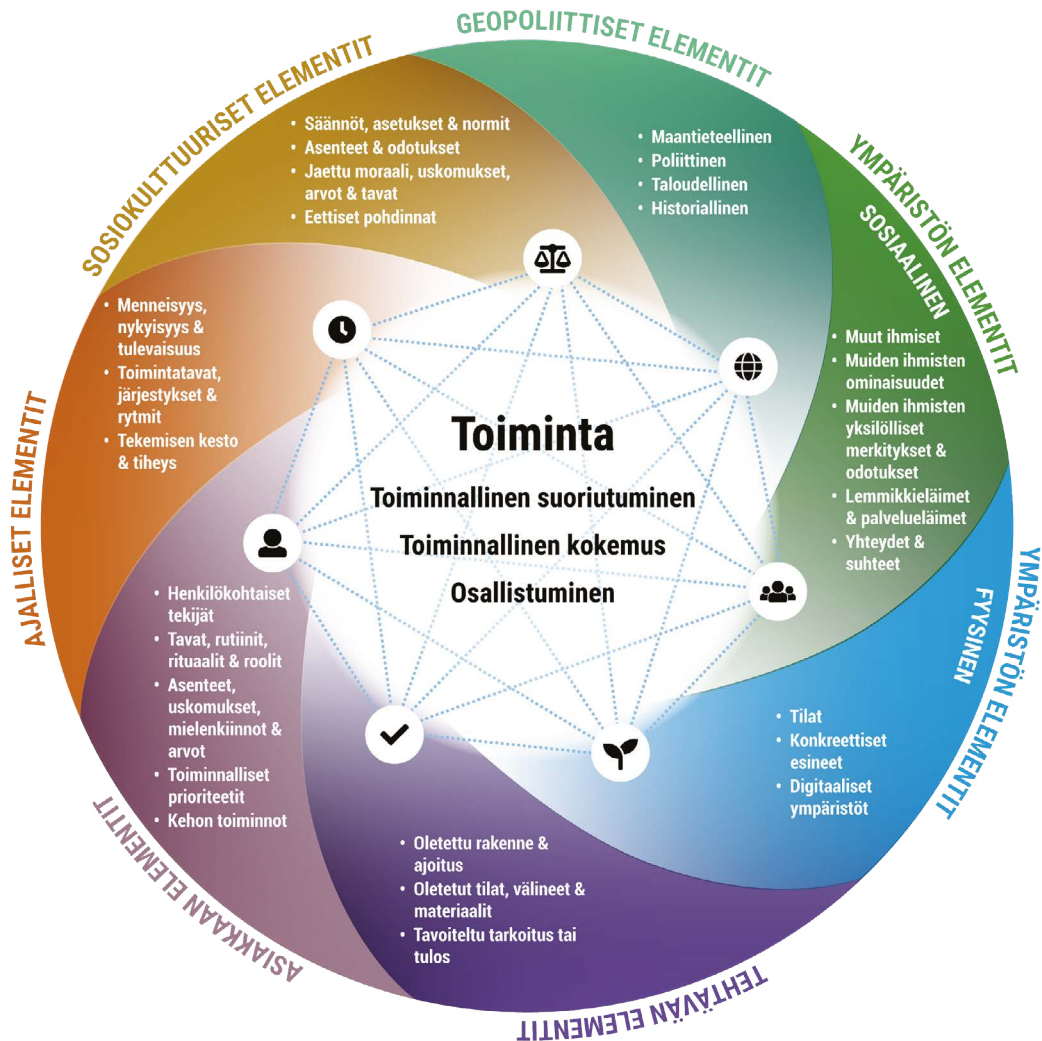 GEOPOLIITTISET ELEMENTIT
• Maantieteellinen
• Poliittinen
• Taloudellinen
• Historiallinen
YMPÄRISTÖN ELEMENTIT
SOSIAALINEN
• Muut ihmiset
• Muiden ihmisten
ominaisuudet
• Muiden ihmisten
yksilölliset
merkitykset &
odotukset
• Lemmikkieläimet
& palvelueläimet
• Yhteydet &
suhteet
YMPÄRISTÖN ELEMENTIT
FYYSINEN
• Tilat
• Konkreettiset
esineet
• Digitaaliset
ympäristöt
TEHTÄVÄN ELEMENTIT
• Oletettu rakenne &
ajoitus
• Oletetut tilat, välineet &
materiaalit
• Tavoiteltu tarkoitus tai
tulos
ASIAKKAAN ELEMENTIT
• Henkilökohtaiset
tekijät
• Tavat, rutiinit,
rituaalit & roolit
• Asenteet,
uskomukset,
mielenkiinnot &
arvot
• Toiminnalliset
prioriteetit
• Kehon toiminnot
AJALLISET ELEMENTIT
• Menneisyys,
nykyisyys &
tulevaisuus
• Toimintatavat,
järjestykset &
rytmit
• Tekemisen kesto
& tiheys
SOSIOKULTTUURISET ELEMENTIT
• Säännöt, asetukset & normit
• Asenteet & odotukset
• Jaettu moraali, uskomukset,
arvot & tavat
• Eettiset pohdinnat
Toiminta
Toiminnallinen suoriutuminen
Toiminnallinen kokemus
Osallistuminen